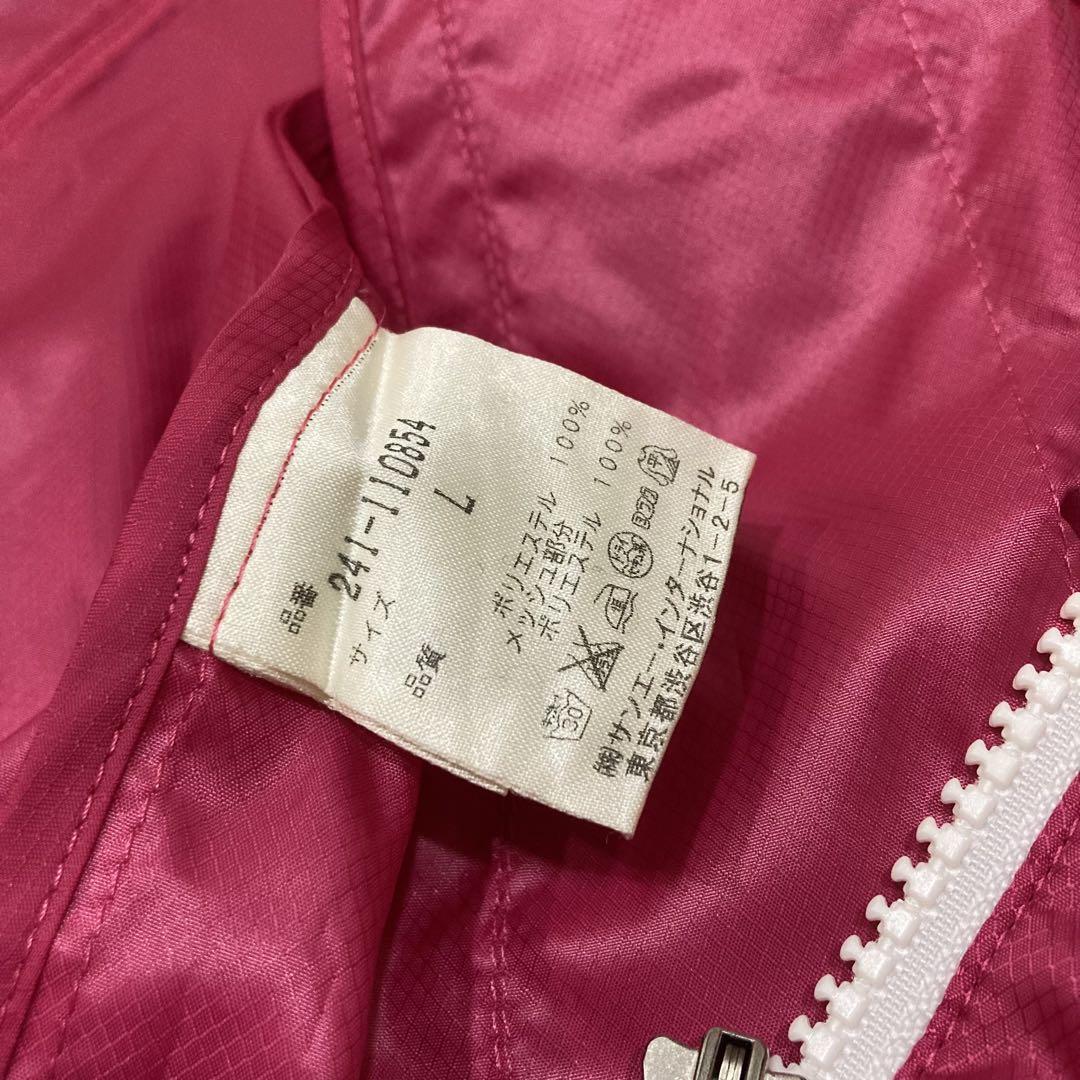 品番
241-110854
サイズ L
品質
ポリエステル 100%
メッシュ部分
ポリエステル 100%
㈱サンエー・インターナショナル
東京都渋谷区渋谷1-2-5